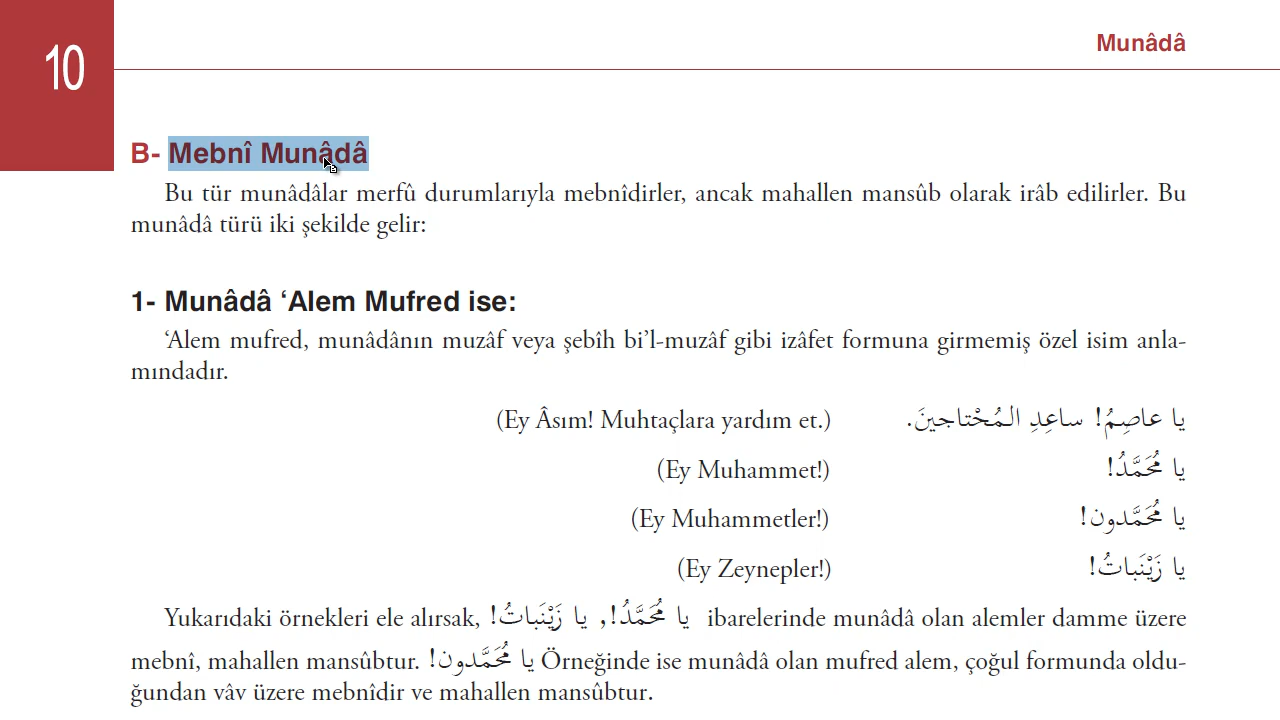 10
Munâdâ
B- Mebnî Munâdâ
Bu tür munâdâlar merfû durumlarıyla mebnîdirler, ancak mahallen mansûb olarak irâb edilirler. Bu
munâdâ türü iki şekilde gelir:
1- Munâdâ ‘Alem Mufred ise:
‘Alem mufred, munâdânın muzâf veya şebîh bi’l-muzâf gibi izâfet formuna girmemiş özel isim anla-
mındadır.
يا عاصِمُ! ساعِدِ الـمُحْتاجينَ. (Ey Âsım! Muhtaçlara yardım et.)
يا مُحَمَّدُ! (Ey Muhammet!)
يا مُحَمَّدون! (Ey Muhammetler!)
يا زَيْنَباتُ! (Ey Zeynepler!)
Yukarıdaki örnekleri ele alırsak, يا مُحَمَّدُ!, يا زَيْنَباتُ! ibarelerinde munâdâ olan alemler damme üzere
mebnî, mahallen mansûbtur. يا مُحَمَّدون! Örneğinde ise munâdâ olan mufred alem, çoğul formunda oldu-
ğundan vâv üzere mebnîdir ve mahallen mansûbtur.